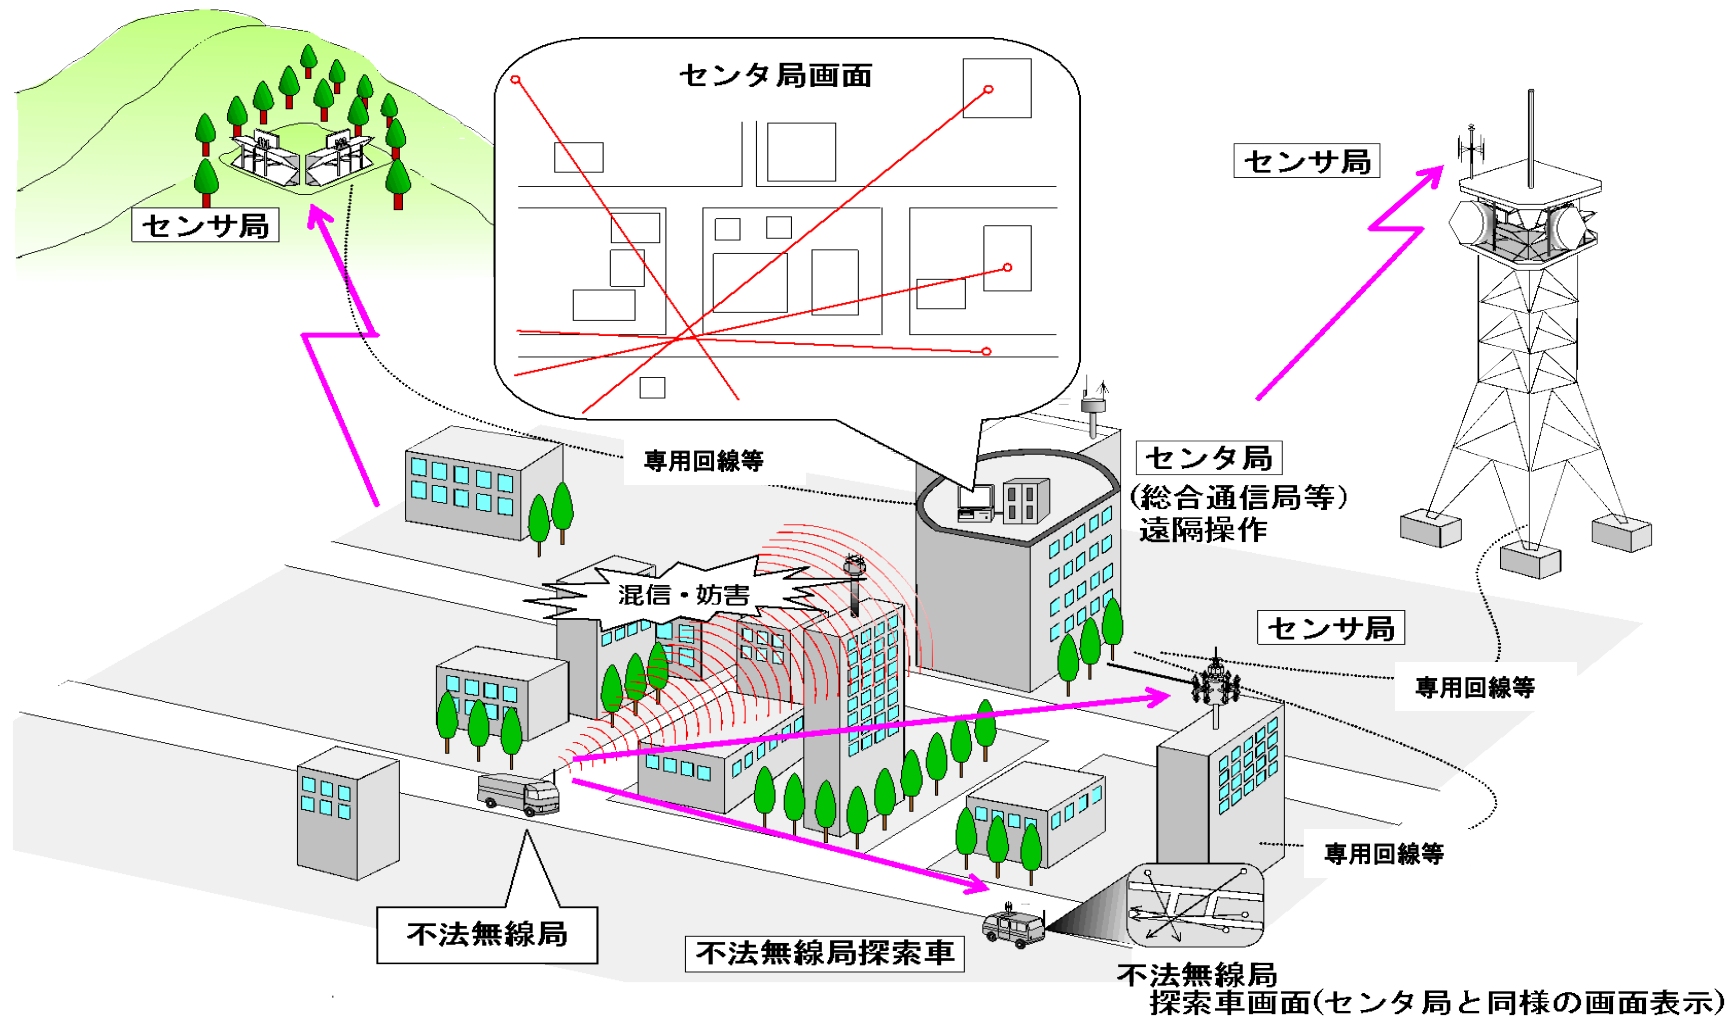 センタ局画面
センサ局
センサ局
専用回線等
センタ局
(総合通信局等)
遠隔操作
混信・妨害
センサ局
専用回線等
専用回線等
不法無線局
不法無線局探索車
不法無線局
探索車画面(センタ局と同様の画面表示)